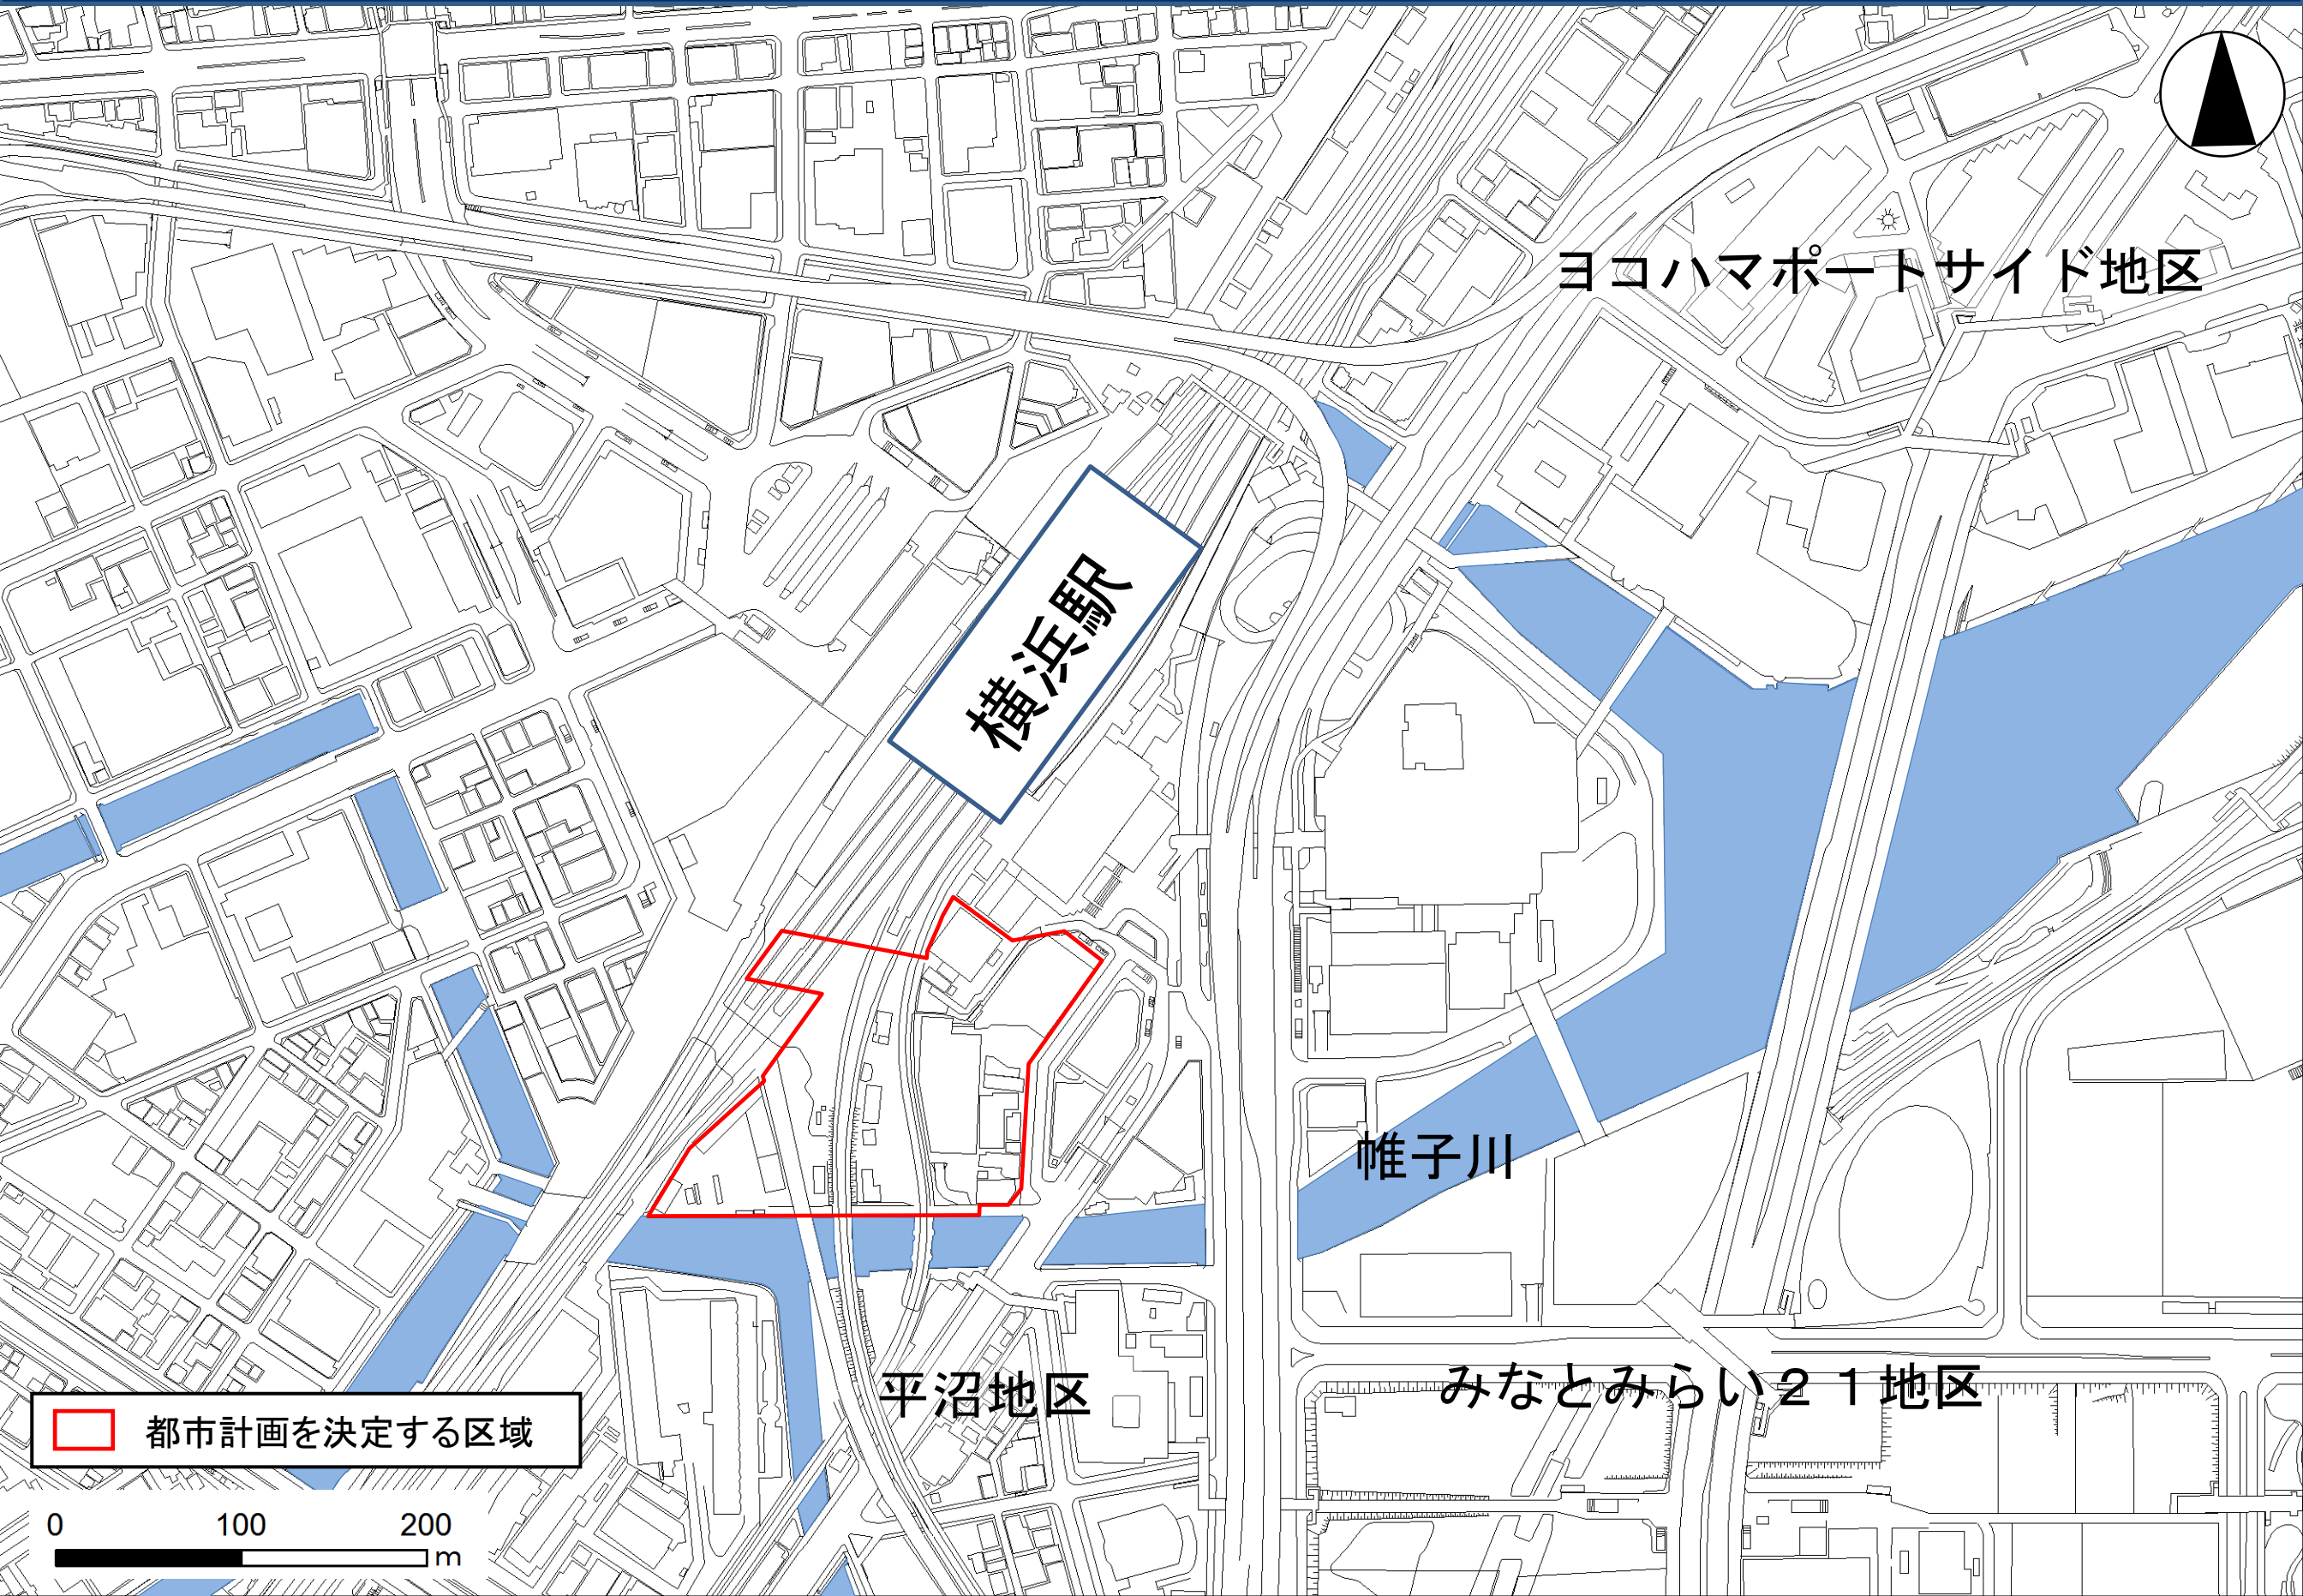 ヨコハマポートサイド地区
横浜駅
帷子川
平沼地区
みなとみらい２１地区
都市計画を決定する区域
0 100 200
m